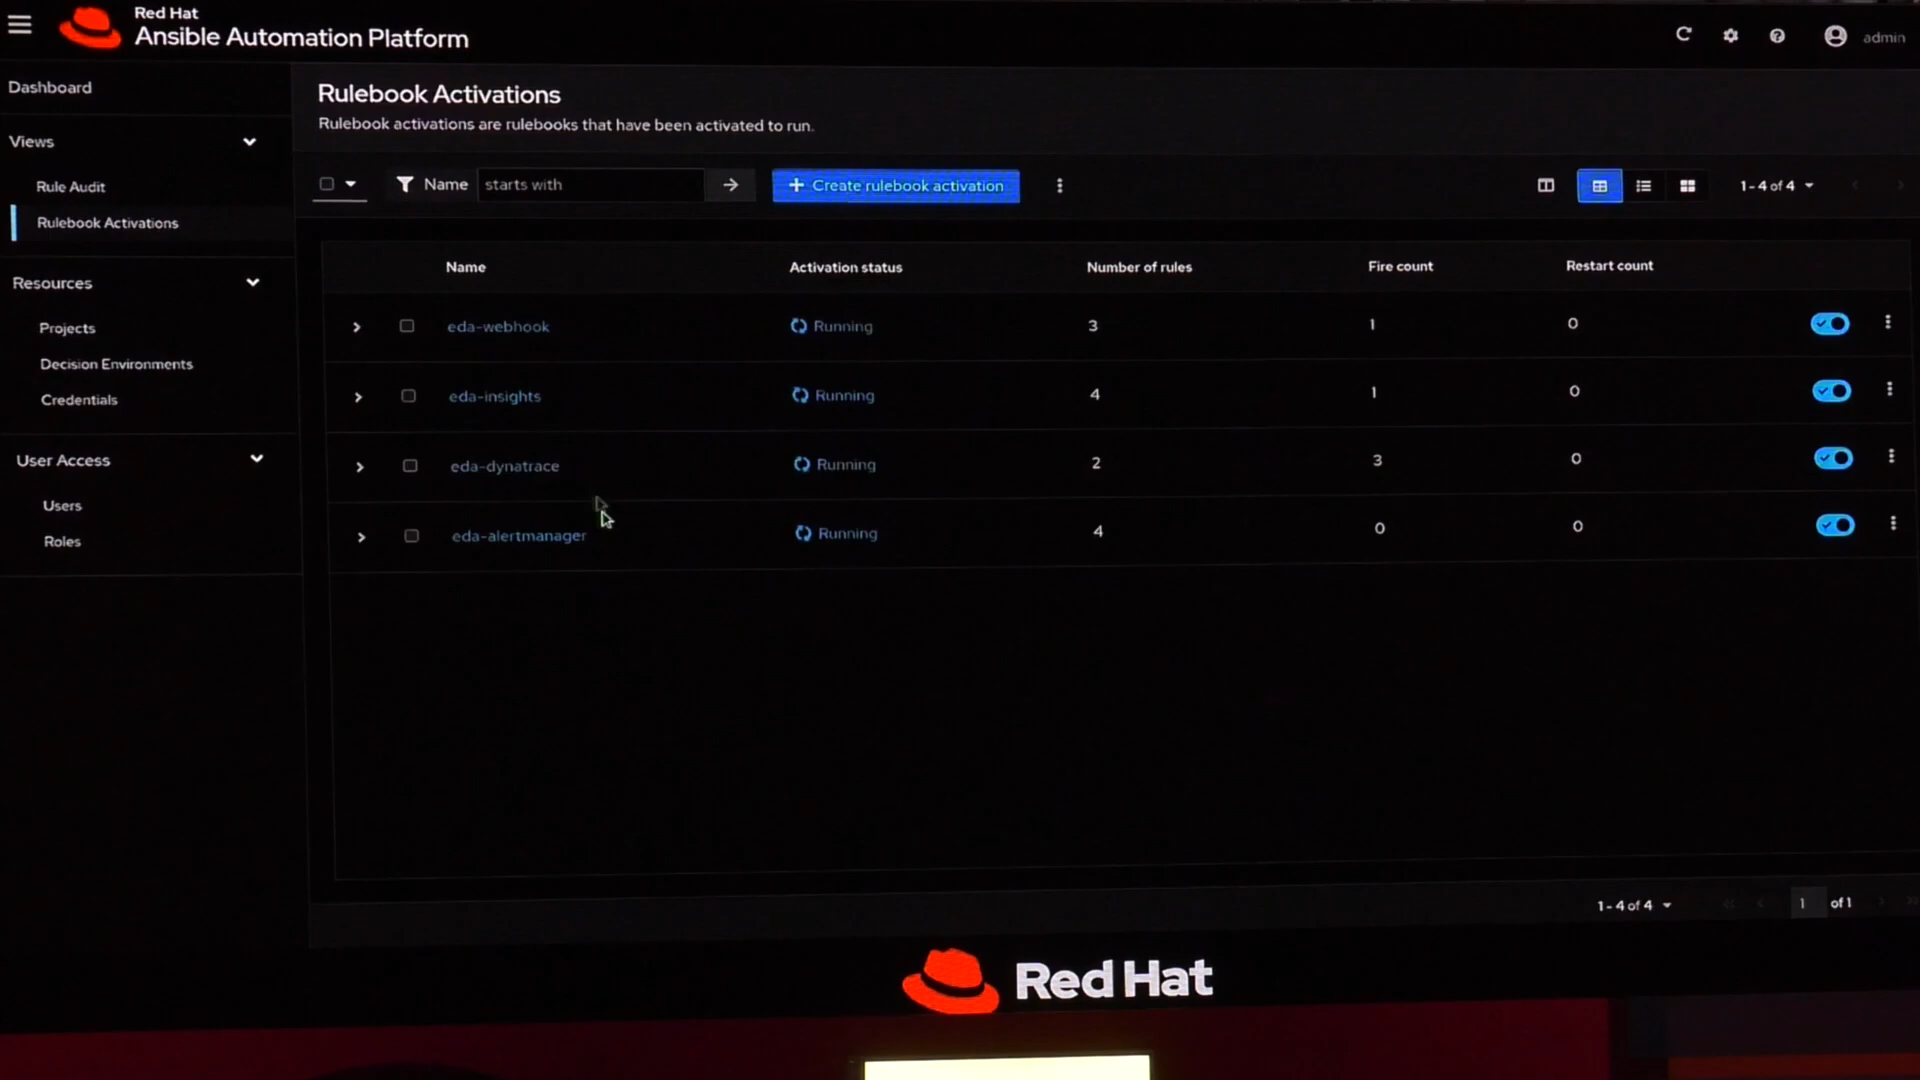 Red Hat
Ansible Automation Platform
admin
Dashboard
Views
Rule Audit
Rulebook Activations
Resources
Projects
Decision Environments
Credentials
User Access
Users
Roles
Rulebook Activations
Rulebook activations are rulebooks that have been activated to run.
Name starts with Create rulebook activation 1 - 4 of 4
Name Activation status Number of rules Fire count Restart count
eda-webhook Running 3 1 0
eda-insights Running 4 1 0
eda-dynatrace Running 2 3 0
eda-alertmanager Running 4 0 0
1 - 4 of 4 1 of 1
Red Hat